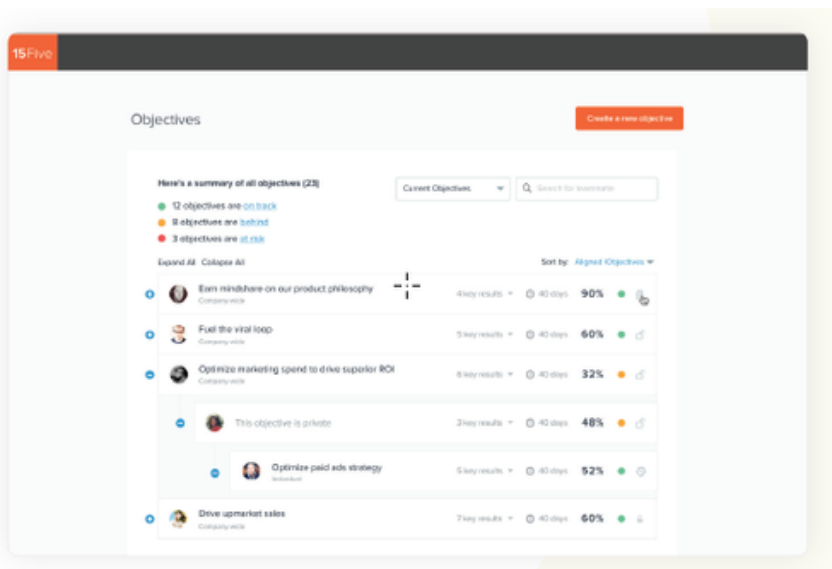 15Five
Objectives
Create a new objective
Here's a summary of all objectives (23)
Current Objectives
Search for teammate
12 objectives are on track
8 objectives are behind
3 objectives are at risk
Expand All Collapse All
Sort by: Aligned Objectives
Earn mindshare on our product philosophy
Company-wide
4 key results 40 days 90%
Fuel the viral loop
Company-wide
5 key results 40 days 60%
Optimize marketing spend to drive superior ROI
Company-wide
6 key results 40 days 32%
This objective is private
3 key results 40 days 48%
Optimize paid ads strategy
Individual
5 key results 40 days 52%
Drive upmarket sales
Company-wide
7 key results 40 days 60%